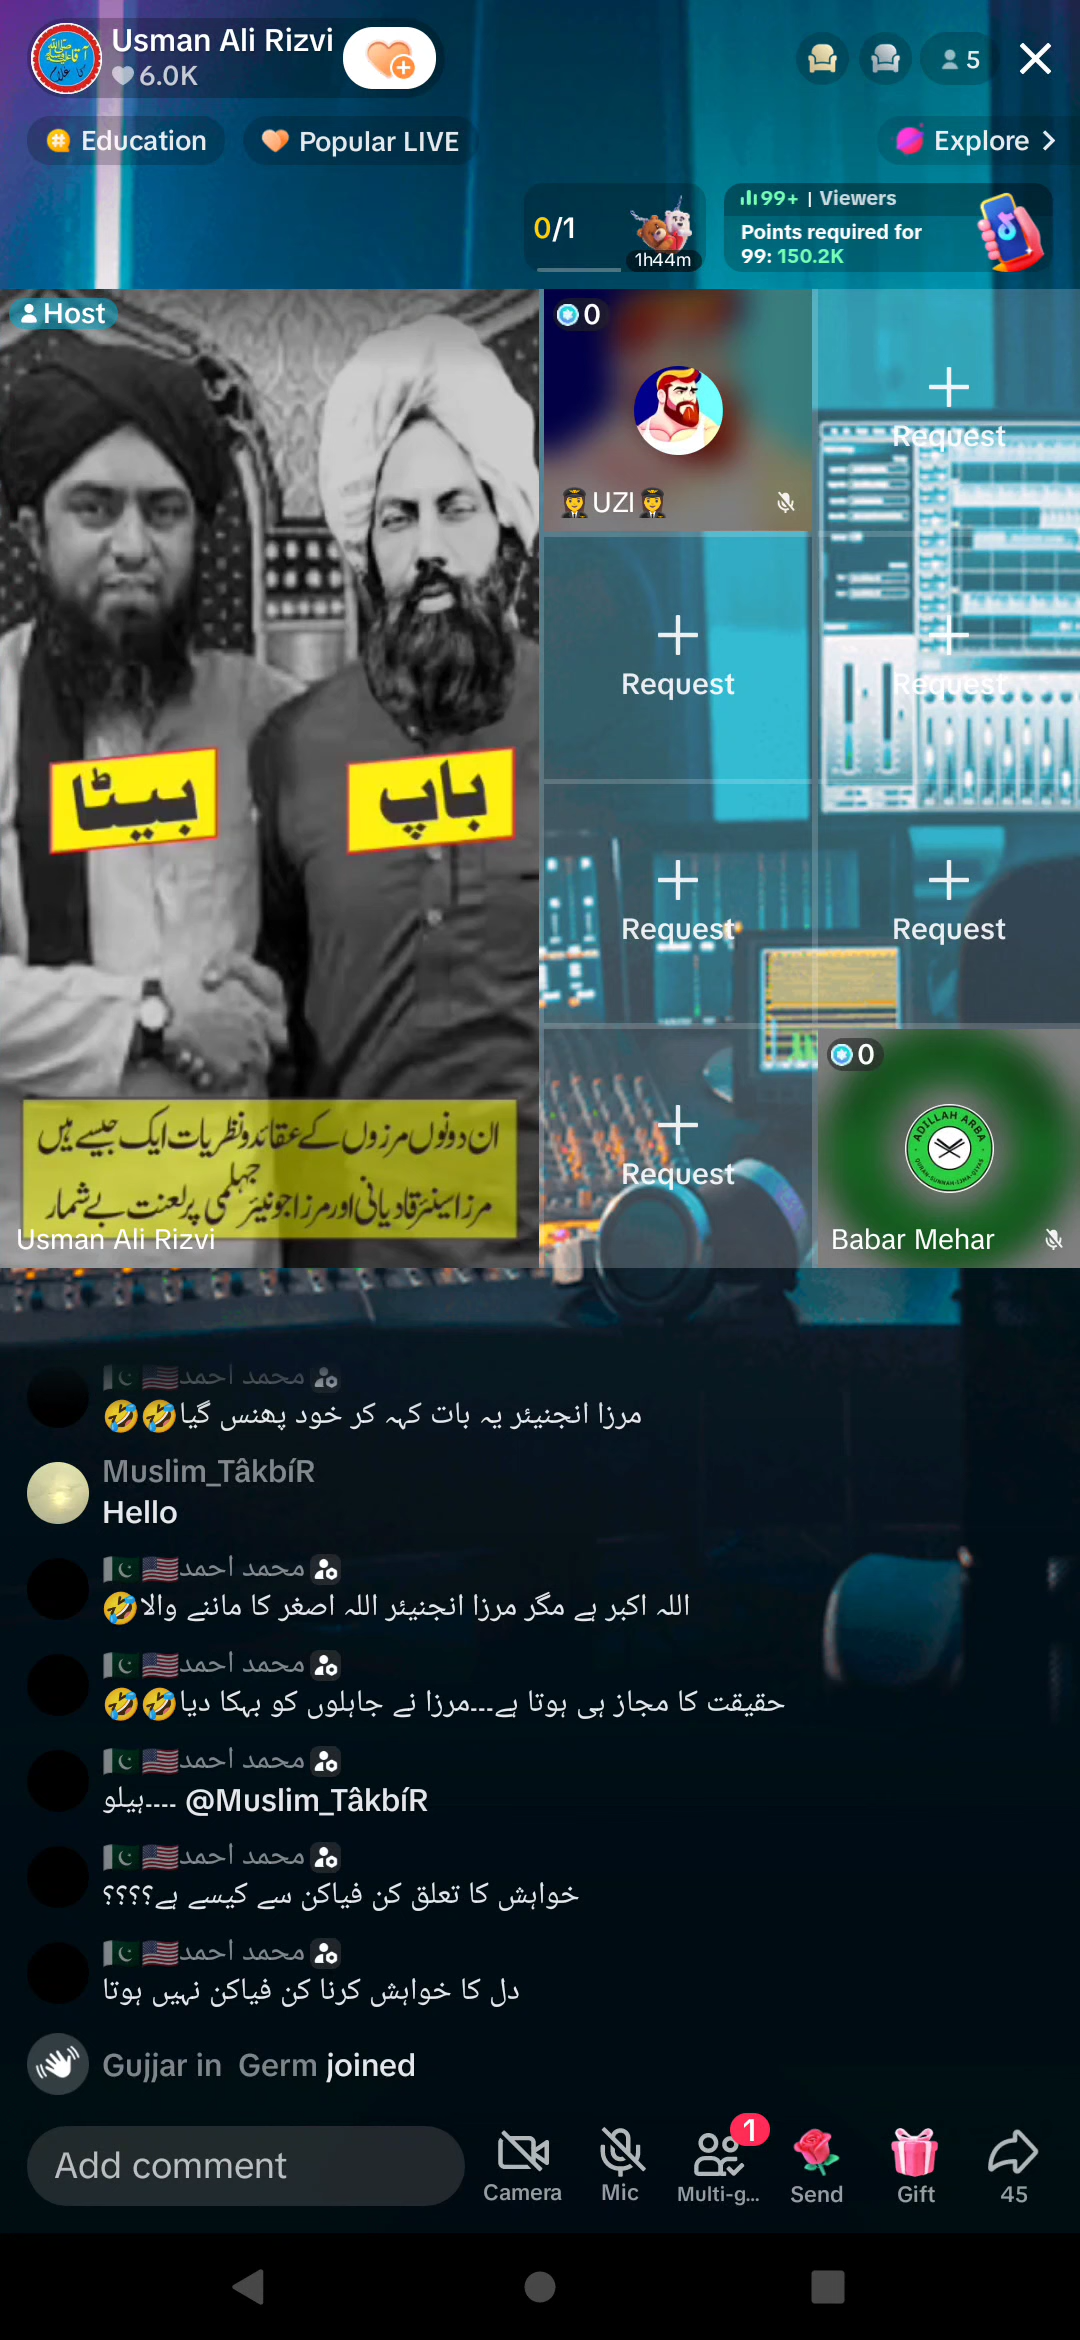 Usman Ali Rizvi
6.0K
5
Education
Popular LIVE
Explore
0/1
1h44m
99+ | Viewers
Points required for
99: 150.2K
Host
0
Request
UZI
Request
Request
بیٹا
باپ
Request
Request
0
ADILLAH ARBA
Request
ان دونوں مرزوں کے عقائد و نظریات ایک جیسے ہیں
مرزا سینئر قادیانی اور مرزا جونیئر جہلمی پر لعنت بے شمار
Usman Ali Rizvi
Babar Mehar
🇵🇰🇺🇸محمد احمد
مرزا انجنیئر یہ بات کہہ کر خود پھنس گیا🤣🤣
Muslim_TâkbíR
Hello
🇵🇰🇺🇸محمد احمد
اللہ اکبر ہے مگر مرزا انجنیئر اللہ اصغر کا ماننے والا🤣
🇵🇰🇺🇸محمد احمد
حقیقت کا مجاز ہی ہوتا ہے۔۔۔مرزا نے جاہلوں کو بہکا دیا🤣🤣
🇵🇰🇺🇸محمد احمد
@Muslim_TâkbíR ۔۔۔۔ہیلو
🇵🇰🇺🇸محمد احمد
خواہش کا تعلق کن فیاکن سے کیسے ہے؟؟؟؟
🇵🇰🇺🇸محمد احمد
دل کا خواہش کرنا کن فیاکن نہیں ہوتا
Gujjar in Germ joined
Add comment
1
Camera
Mic
Multi-g...
Send
Gift
45